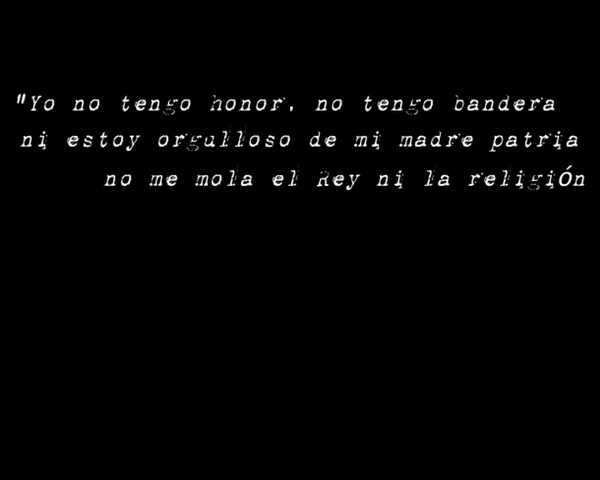 "Yo no tengo honor, no tengo bandera
ni estoy orgulloso de mi madre patria
no me mola el Rey ni la religiÓn